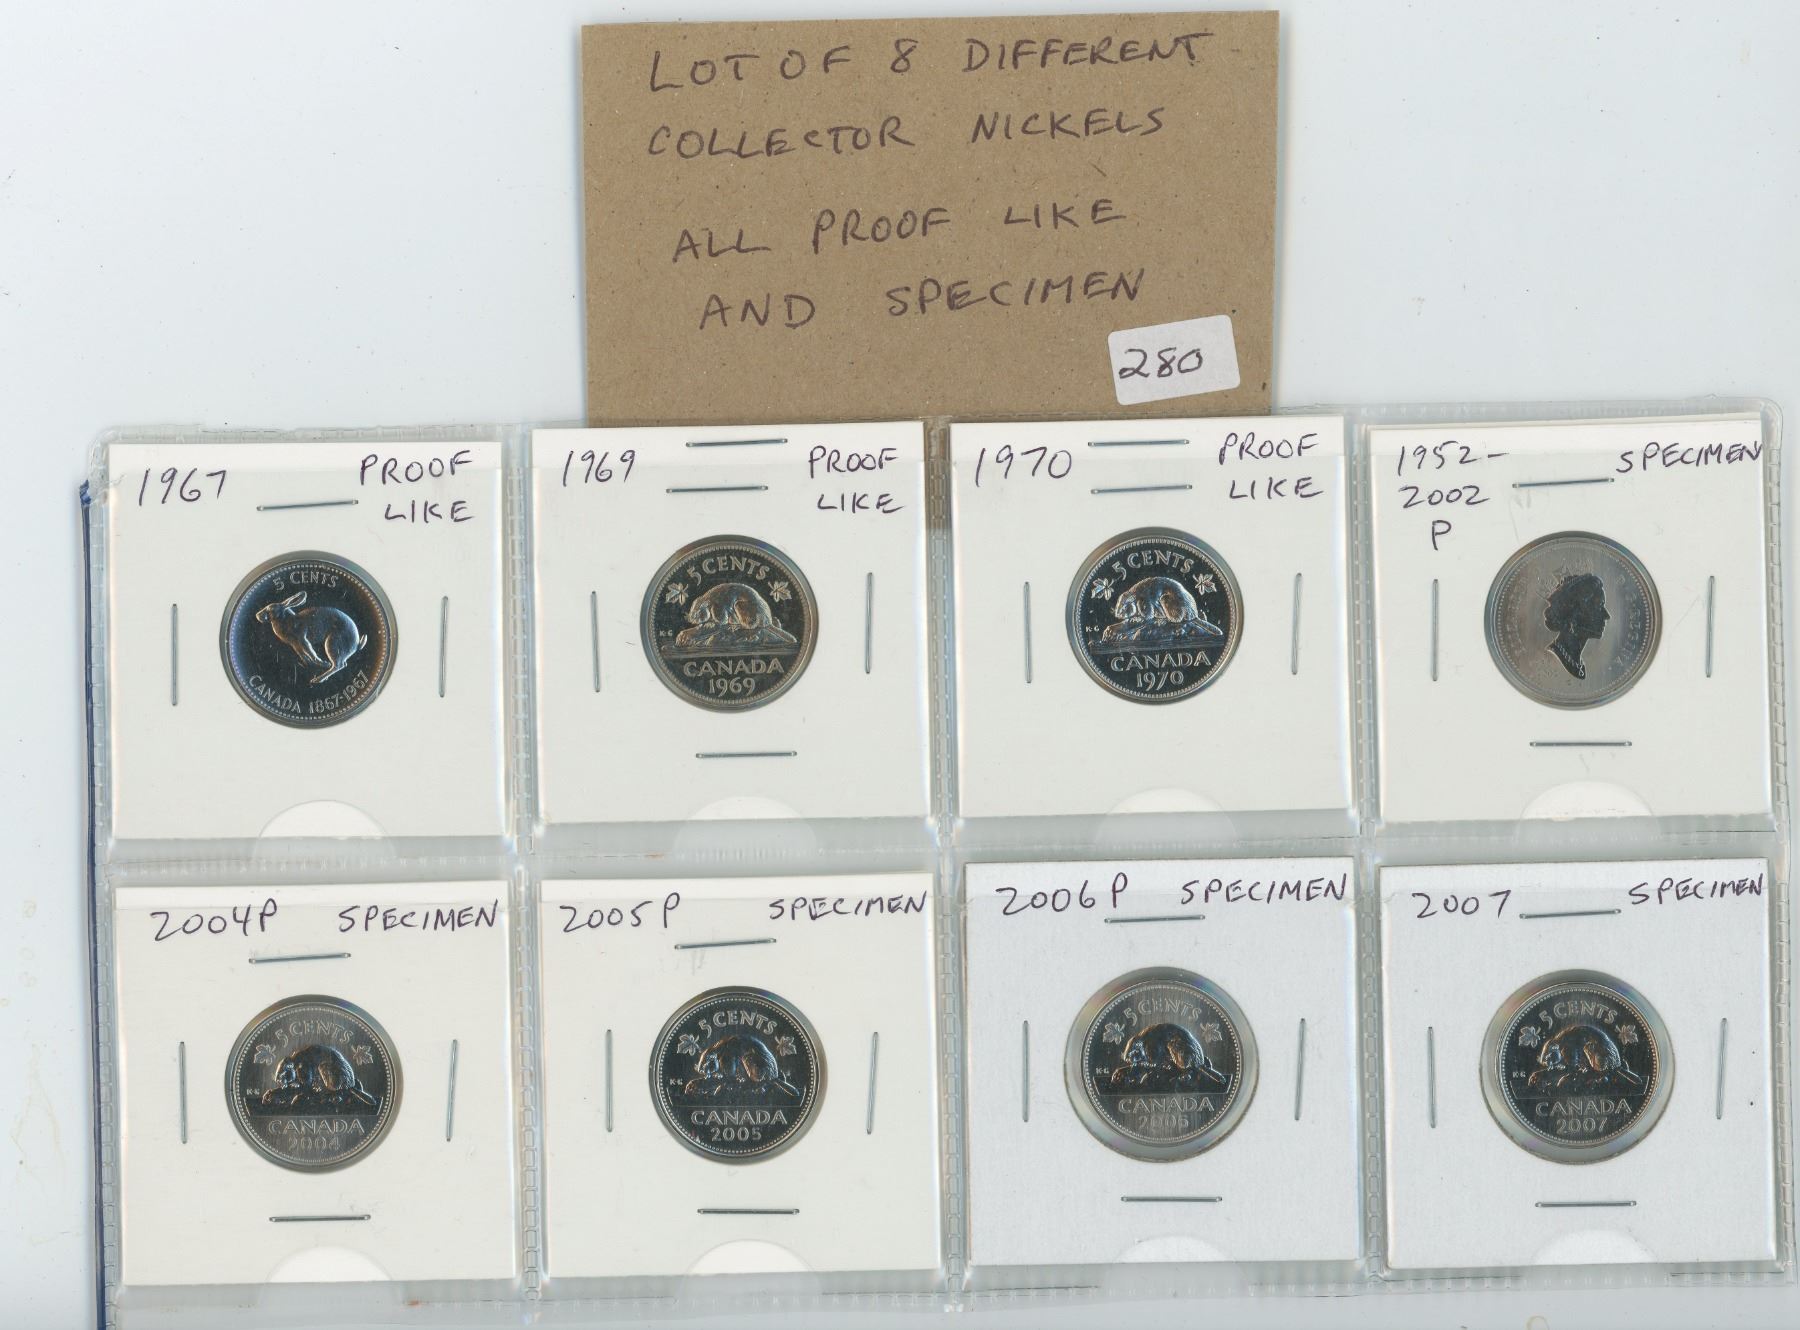 LOT OF 8 DIFFERENT
COLLECTOR NICKELS
ALL PROOF LIKE
AND SPECIMEN
280
1967 PROOF
LIKE
5 CENTS
CANADA 1867-1967
1969 PROOF
LIKE
5 CENTS
K·G
CANADA
1969
1970 PROOF
LIKE
5 CENTS
K·G
CANADA
1970
1952- SPECIMEN
2002
P
2004P SPECIMEN
5 CENTS
K·G
CANADA
2004
2005P SPECIMEN
5 CENTS
K·G
CANADA
2005
2006P SPECIMEN
5 CENTS
K·G
CANADA
2006
2007 SPECIMEN
5 CENTS
K·G
CANADA
2007